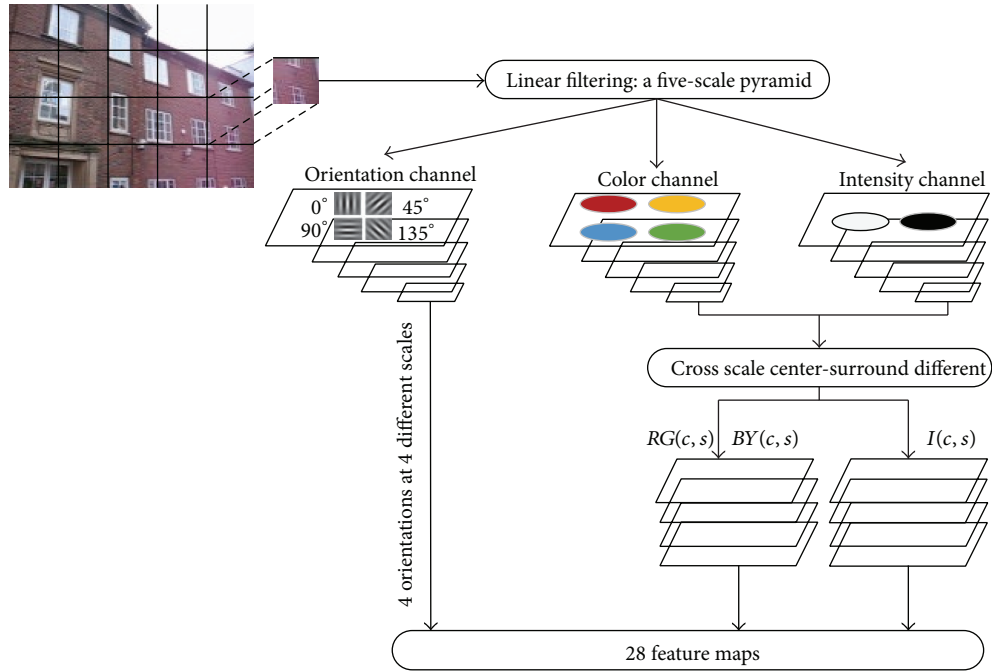 Linear filtering: a five-scale pyramid
Orientation channel
0°
45°
90°
135°
Color channel
Intensity channel
4 orientations at 4 different scales
Cross scale center-surround different
RG(c, s)
BY(c, s)
I(c, s)
28 feature maps